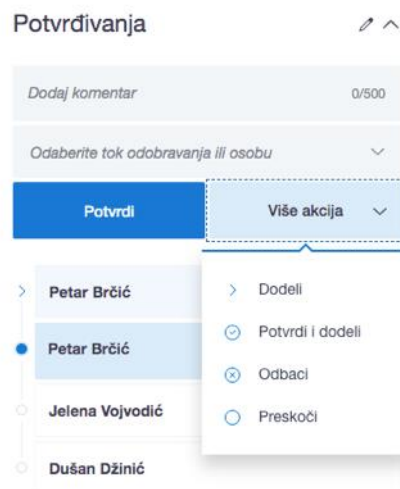 Potvrđivanja
Dodaj komentar 0/500
Odaberite tok odobravanja ili osobu
Potvrdi Više akcija
Petar Brčić
Dodeli
Potvrdi i dodeli
Petar Brčić
Odbaci
Jelena Vojvodić
Preskoči
Dušan Džinić